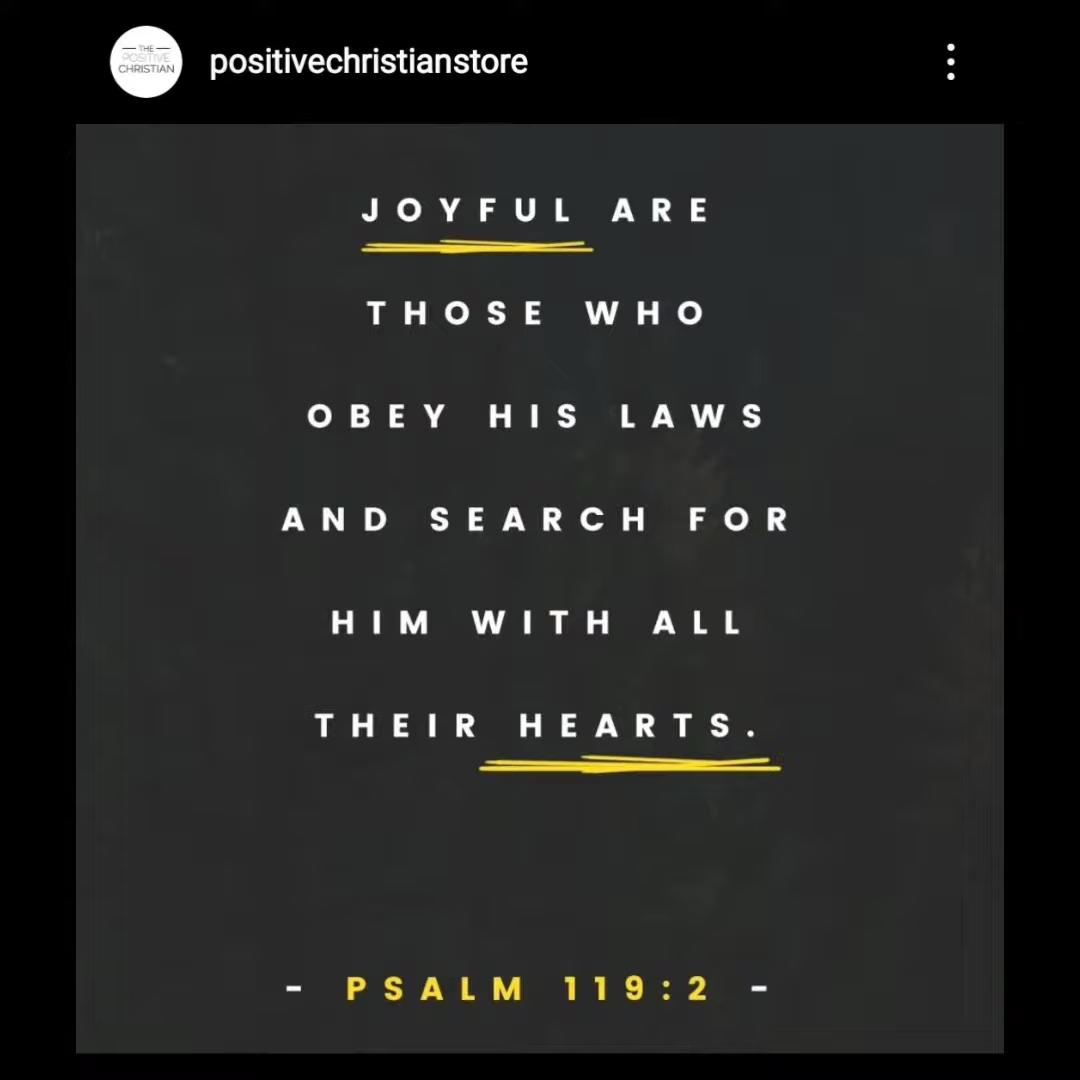 THE
POSITIVE
CHRISTIAN
positivechristianstore
JOYFUL ARE
THOSE WHO
OBEY HIS LAWS
AND SEARCH FOR
HIM WITH ALL
THEIR HEARTS.
- PSALM 119:2 -